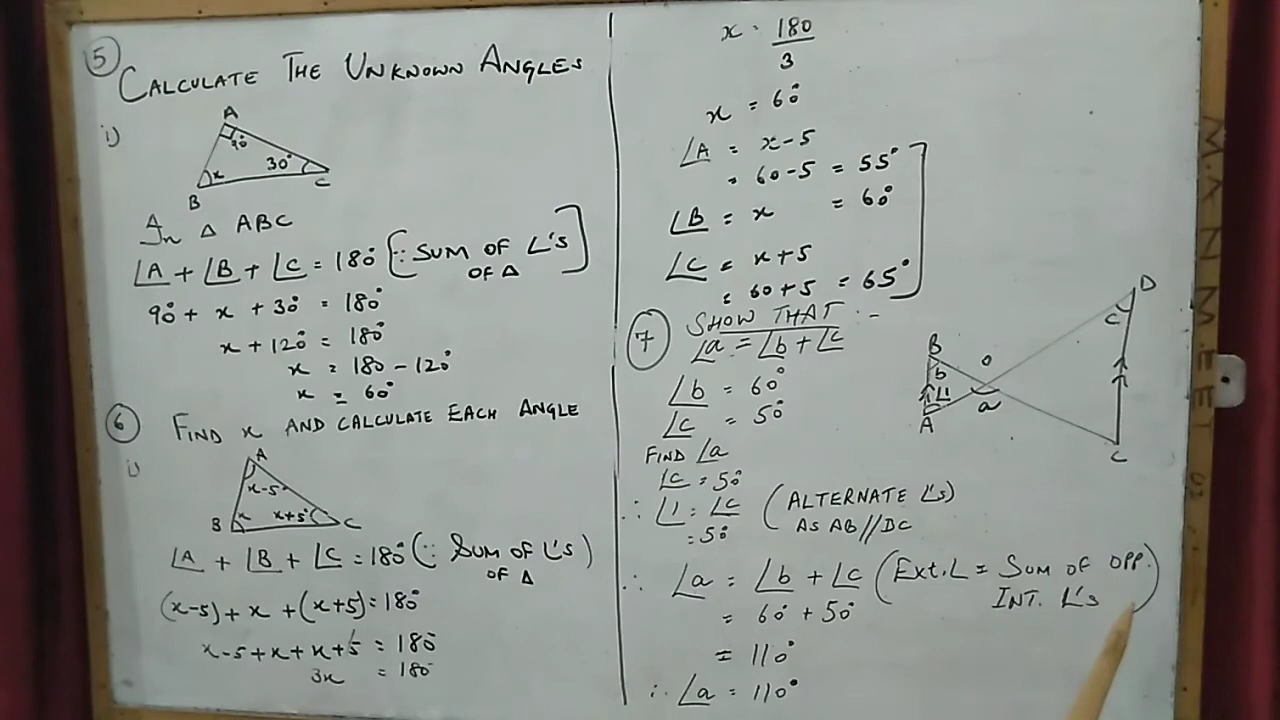 5
CALCULATE THE UNKNOWN ANGLES
i)
A
90°
30°
x
B
C
In △ ABC
∠A + ∠B + ∠C = 180° [∵ SUM OF ∠'S
OF △]
90° + x + 30° = 180°
x + 120° = 180°
x = 180 - 120°
x = 60°
6 FIND x AND CALCULATE EACH ANGLE
i)
A
x-5°
x
x+5°
B
C
∠A + ∠B + ∠C = 180° (∵ SUM OF ∠'S)
OF △
(x-5) + x + (x+5) = 180°
x-5+x+x+5 = 180°
3x = 180°
x = 180
3
x = 60°
∠A = x-5
= 60-5 = 55°
∠B = x = 60°
∠C = x+5
= 60+5 = 65°
7 SHOW THAT :-
∠a = ∠b + ∠c
∠b = 60°
∠c = 50°
FIND ∠a
∠c = 50°
∴ ∠1 = ∠c (ALTERNATE ∠'s)
= 50° AS AB//DC
∴ ∠a = ∠b + ∠c (EXT. ∠ = SUM OF OPP.
INT. ∠'s)
= 60° + 50°
= 110°
∴ ∠a = 110°
D
c
B
b
o
1
a
A
C
MANMEET